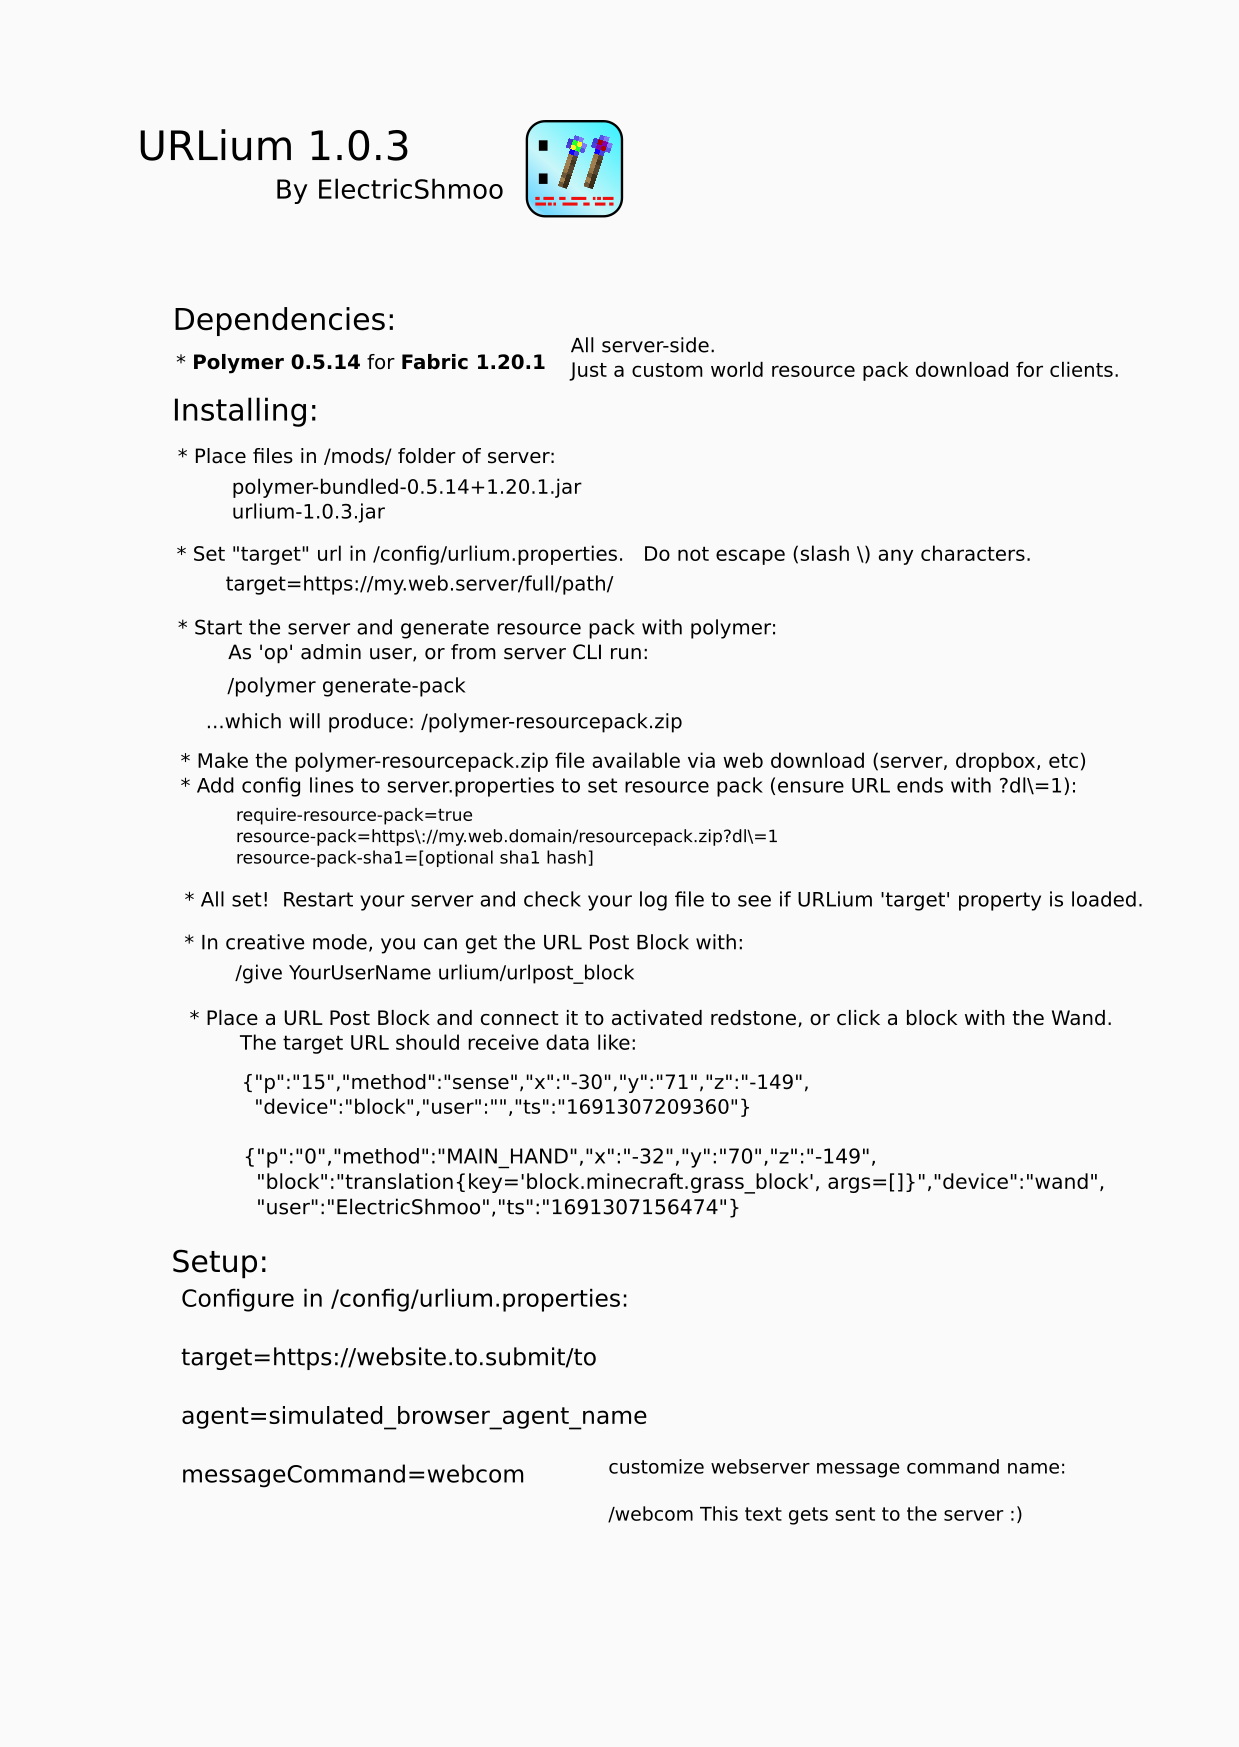 URLium 1.0.3
By ElectricShmoo
Dependencies:
* Polymer 0.5.14 for Fabric 1.20.1
All server-side.
Just a custom world resource pack download for clients.
Installing:
* Place files in /mods/ folder of server:
polymer-bundled-0.5.14+1.20.1.jar
urlium-1.0.3.jar
* Set "target" url in /config/urlium.properties.   Do not escape (slash \) any characters.
target=https://my.web.server/full/path/
* Start the server and generate resource pack with polymer:
As 'op' admin user, or from server CLI run:
/polymer generate-pack
...which will produce: /polymer-resourcepack.zip
* Make the polymer-resourcepack.zip file available via web download (server, dropbox, etc)
* Add config lines to server.properties to set resource pack (ensure URL ends with ?dl\=1):
require-resource-pack=true
resource-pack=https\://my.web.domain/resourcepack.zip?dl\=1
resource-pack-sha1=[optional sha1 hash]
* All set!  Restart your server and check your log file to see if URLium 'target' property is loaded.
* In creative mode, you can get the URL Post Block with:
/give YourUserName urlium/urlpost_block
* Place a URL Post Block and connect it to activated redstone, or click a block with the Wand.
The target URL should receive data like:
{"p":"15","method":"sense","x":"-30","y":"71","z":"-149",
"device":"block","user":"","ts":"1691307209360"}
{"p":"0","method":"MAIN_HAND","x":"-32","y":"70","z":"-149",
"block":"translation{key='block.minecraft.grass_block', args=[]}","device":"wand",
"user":"ElectricShmoo","ts":"1691307156474"}
Setup:
Configure in /config/urlium.properties:
target=https://website.to.submit/to
agent=simulated_browser_agent_name
messageCommand=webcom
customize webserver message command name:
/webcom This text gets sent to the server :)